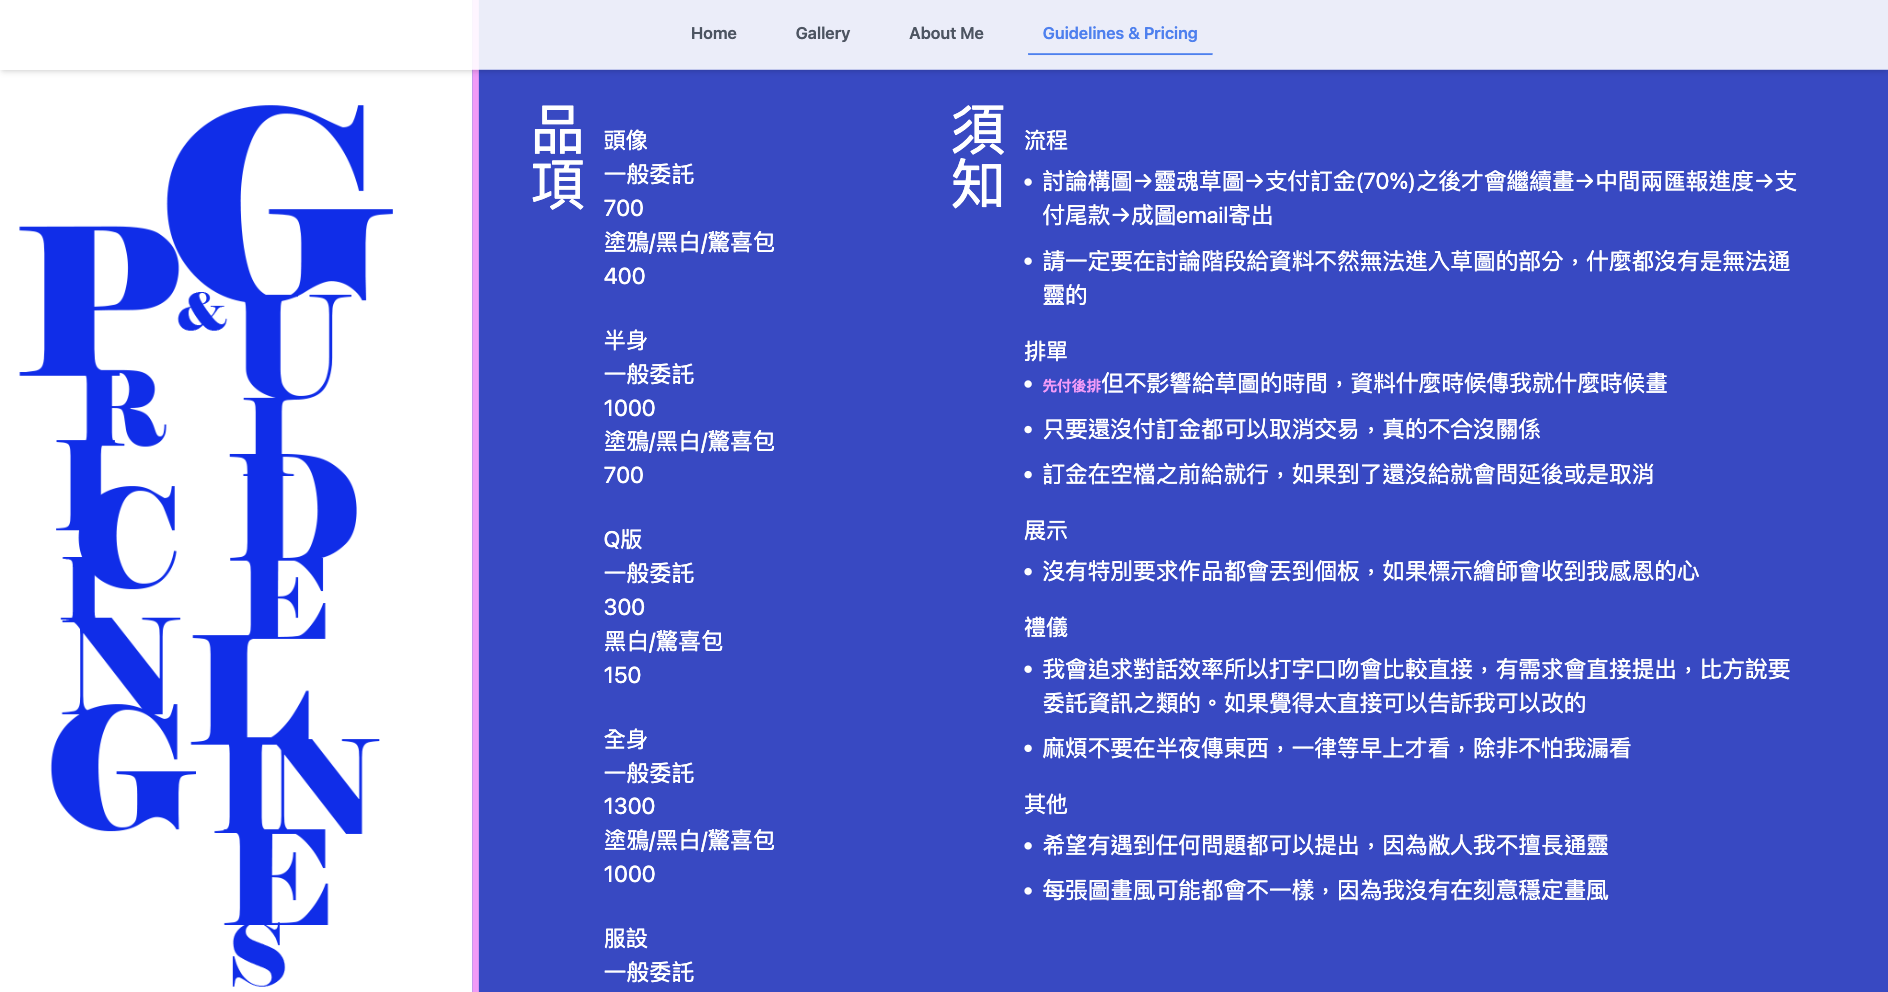 Home
Gallery
About Me
Guidelines & Pricing
GUIDELINES
&
PRICING
品項
頭像
一般委託
700
塗鴉/黑白/驚喜包
400
半身
一般委託
1000
塗鴉/黑白/驚喜包
700
Q版
一般委託
300
黑白/驚喜包
150
全身
一般委託
1300
塗鴉/黑白/驚喜包
1000
服設
一般委託
須知
流程
• 討論構圖→靈魂草圖→支付訂金(70%)之後才會繼續畫→中間兩匯報進度→支
付尾款→成圖email寄出
• 請一定要在討論階段給資料不然無法進入草圖的部分，什麼都沒有是無法通
靈的
排單
• 先付後排但不影響給草圖的時間，資料什麼時候傳我就什麼時候畫
• 只要還沒付訂金都可以取消交易，真的不合沒關係
• 訂金在空檔之前給就行，如果到了還沒給就會問延後或是取消
展示
• 沒有特別要求作品都會丟到個板，如果標示繪師會收到我感恩的心
禮儀
• 我會追求對話效率所以打字口吻會比較直接，有需求會直接提出，比方說要
委託資訊之類的。如果覺得太直接可以告訴我可以改的
• 麻煩不要在半夜傳東西，一律等早上才看，除非不怕我漏看
其他
• 希望有遇到任何問題都可以提出，因為敝人我不擅長通靈
• 每張圖畫風可能都會不一樣，因為我沒有在刻意穩定畫風